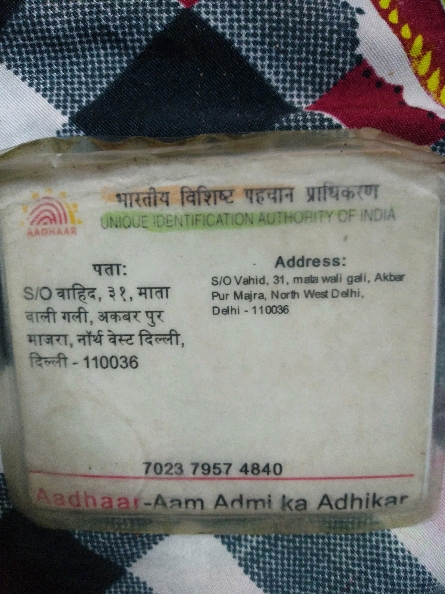 भारतीय विशिष्ट पहचान प्राधिकरण
AADHAAR
UNIQUE IDENTIFICATION AUTHORITY OF INDIA
पता:
S/O वाहिद, ३१, माता
वाली गली, अकबर पुर
माजरा, नॉर्थ वेस्ट दिल्ली,
दिल्ली - 110036
Address:
S/O Vahid, 31, mata wali gali, Akbar
Pur Majra, North West Delhi,
Delhi - 110036
7023 7957 4840
Aadhaar-Aam Admi ka Adhikar